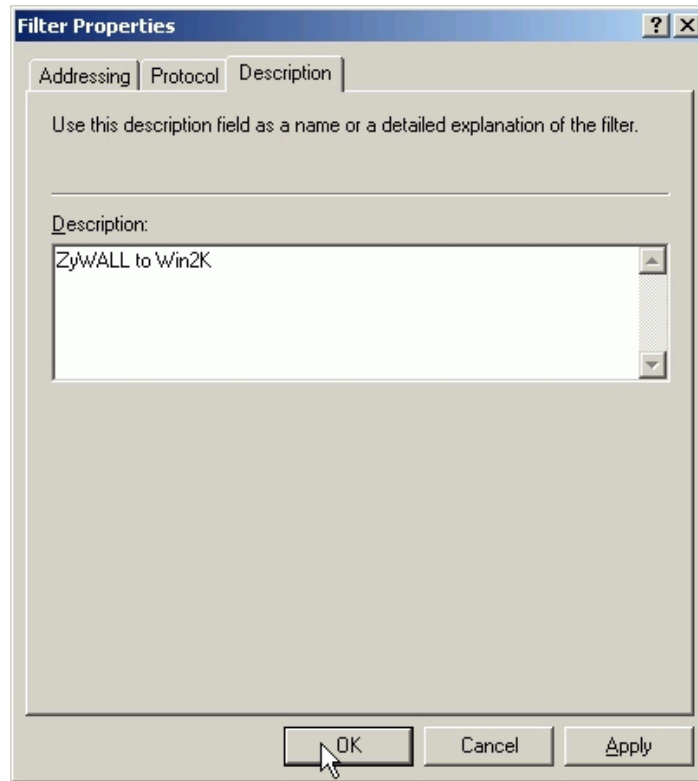 Filter Properties
Addressing Protocol Description
Use this description field as a name or a detailed explanation of the filter.
Description:
ZyWALL to Win2K
OK Cancel Apply